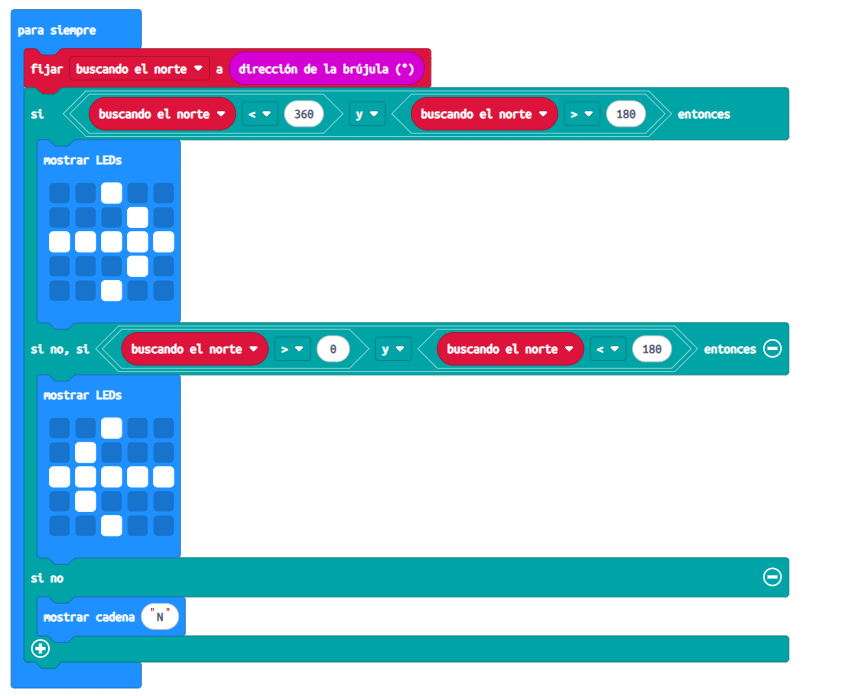 para siempre
fijar buscando el norte a dirección de la brújula (°)
si buscando el norte < 360 y buscando el norte > 180 entonces
mostrar LEDs
si no, si buscando el norte > 0 y buscando el norte < 180 entonces
mostrar LEDs
si no
mostrar cadena "N"